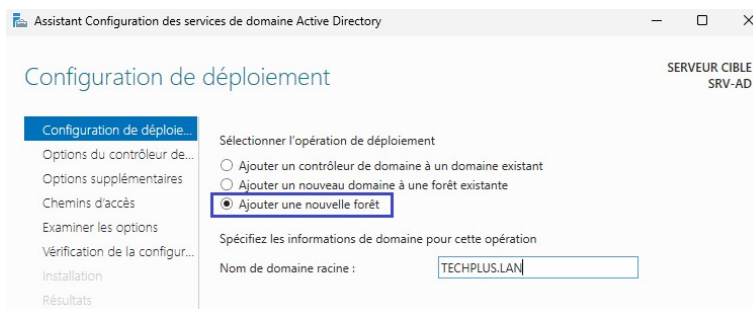 Assistant Configuration des services de domaine Active Directory
Configuration de déploiement
SERVEUR CIBLE
SRV-AD
Configuration de déploie...
Options du contrôleur de...
Options supplémentaires
Chemins d'accès
Examiner les options
Vérification de la configur...
Installation
Résultats
Sélectionner l'opération de déploiement
Ajouter un contrôleur de domaine à un domaine existant
Ajouter un nouveau domaine à une forêt existante
Ajouter une nouvelle forêt
Spécifiez les informations de domaine pour cette opération
Nom de domaine racine : TECHPLUS.LAN